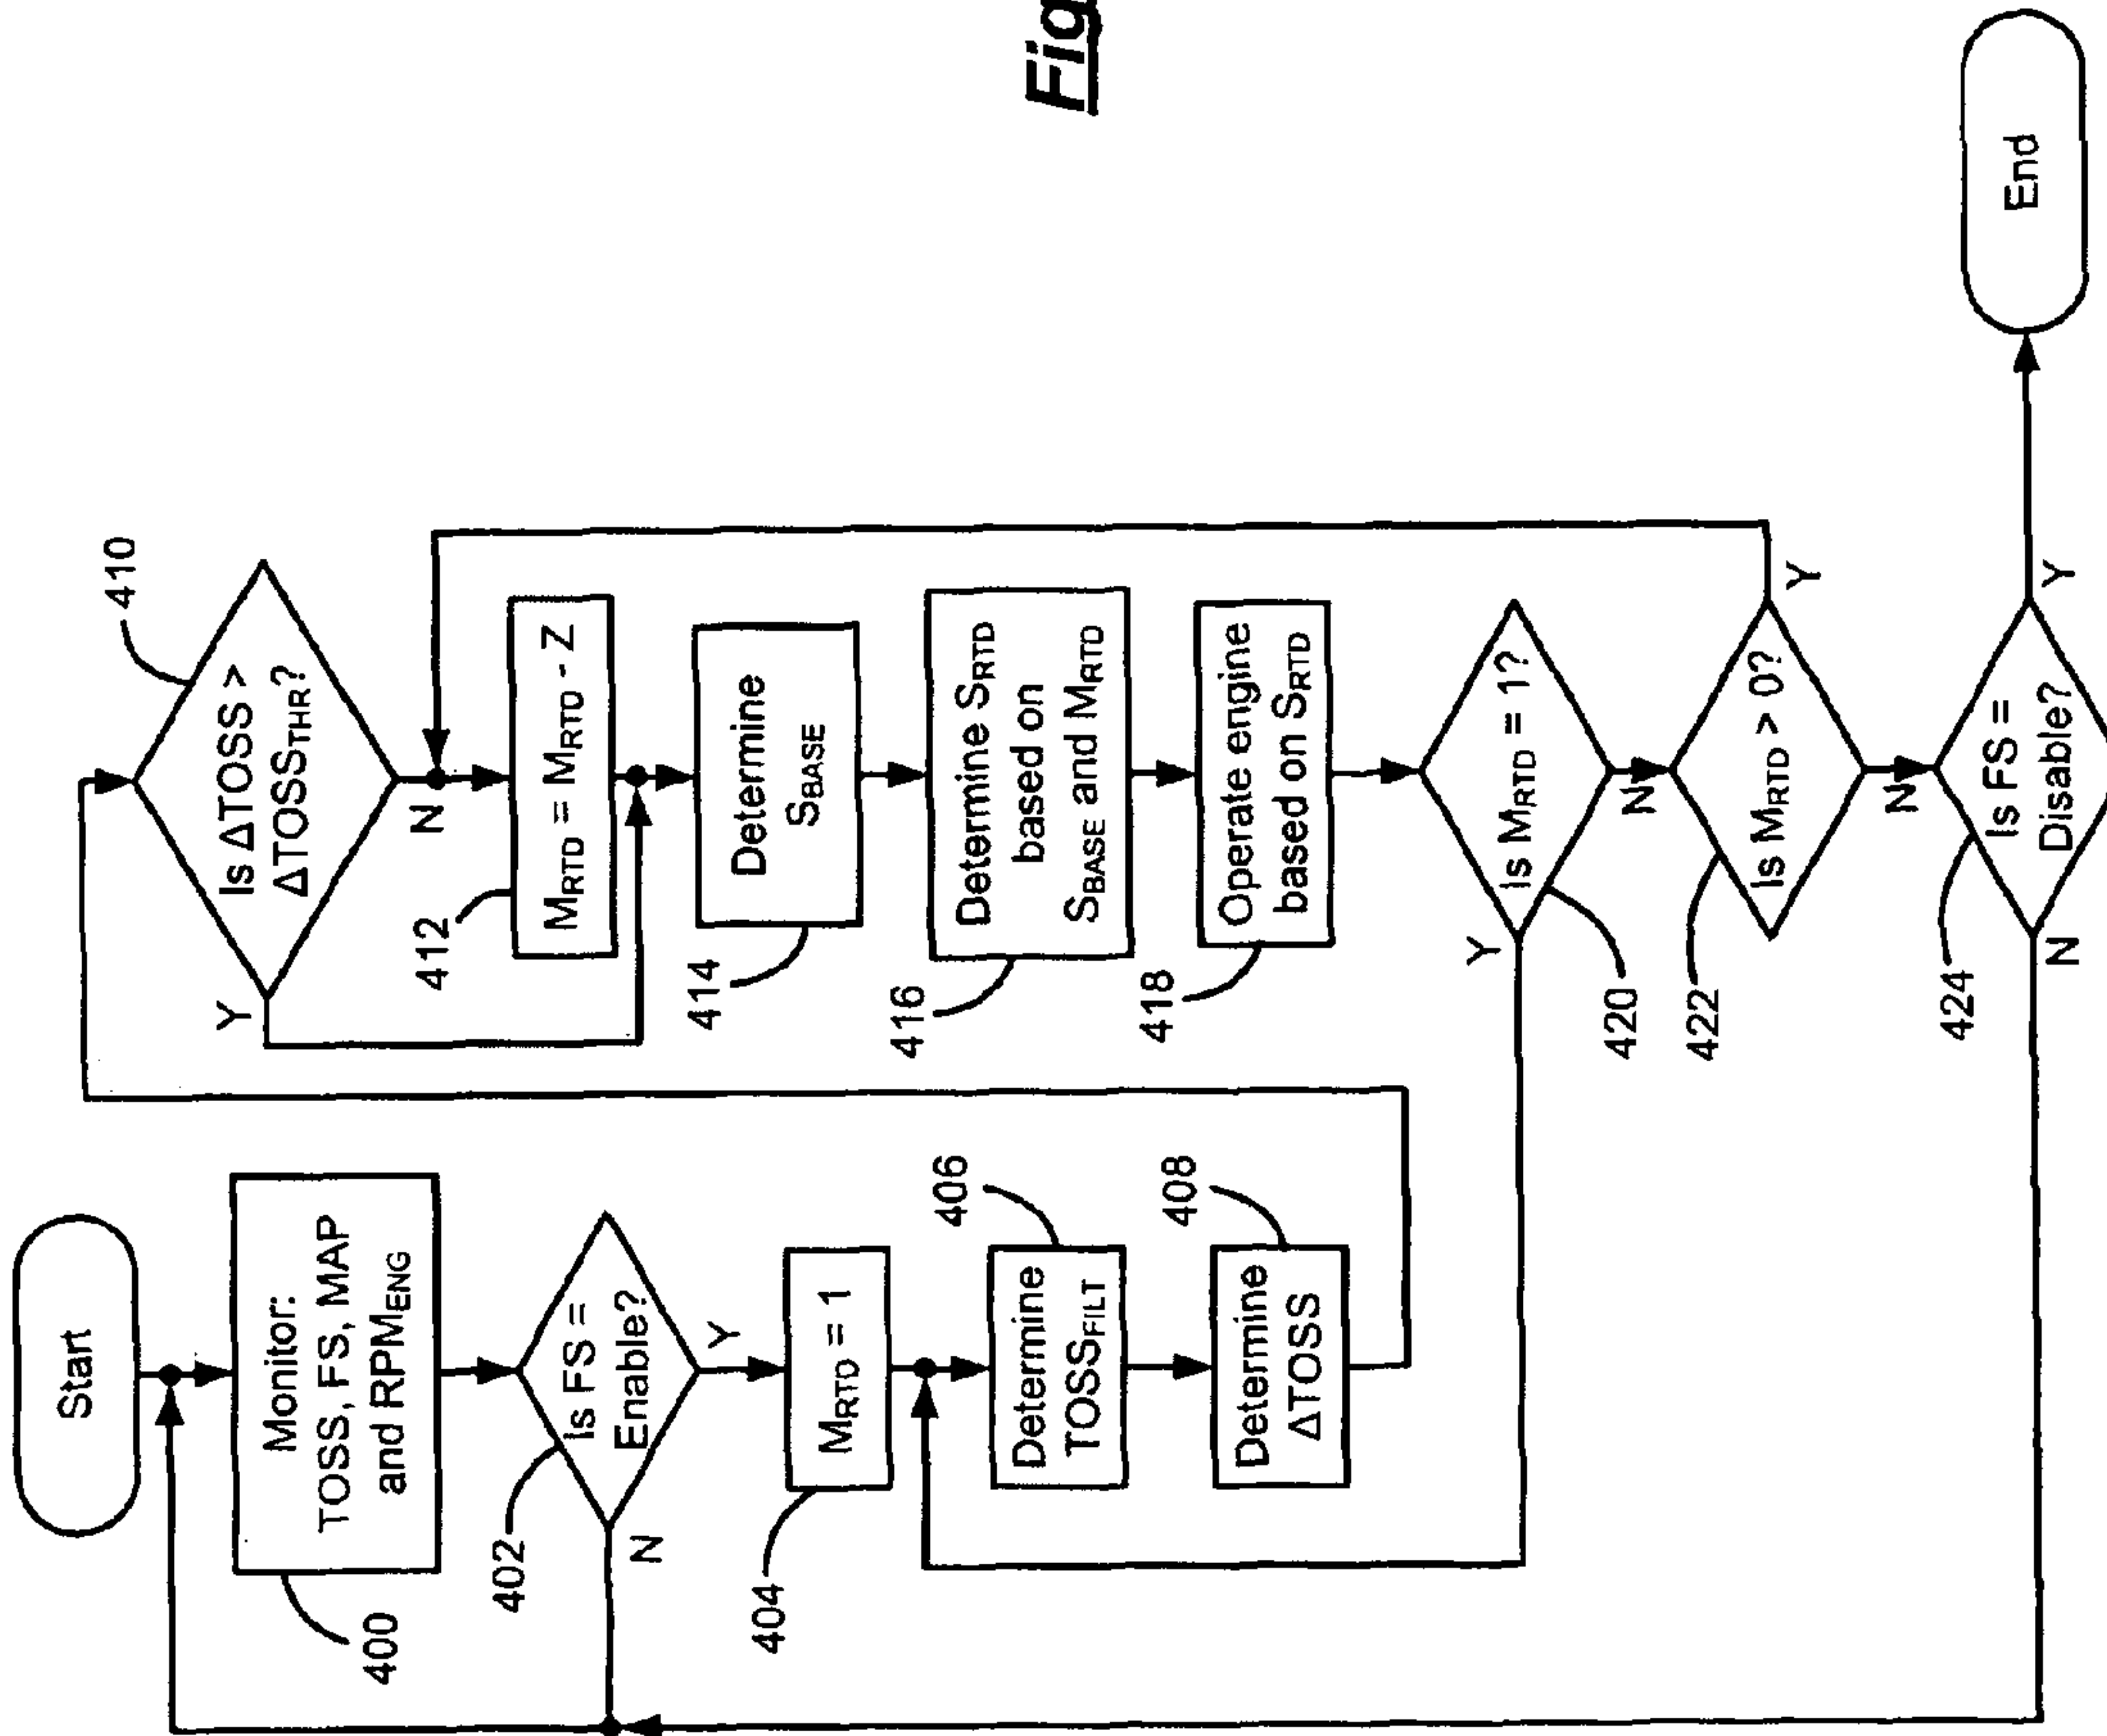 Start
Monitor:
TOSS, FS, MAP
and RPMENG
400
Is FS =
Enable?
402
N
Y
MRTD = 1
404
Determine
TOSSFILT
406
Determine
ΔTOSS
408
Is ΔTOSS >
ΔTOSSTHR?
410
Y
N
MRTD = MRTD - Z
412
Determine
SBASE
414
Determine SRTD
based on
SBASE and MRTD
416
Operate engine
based on SRTD
418
Is MRTD = 1?
Y
N
420
Is MRTD > 0?
Y
N
422
Is FS =
Disable?
424
N
Y
End
Fig